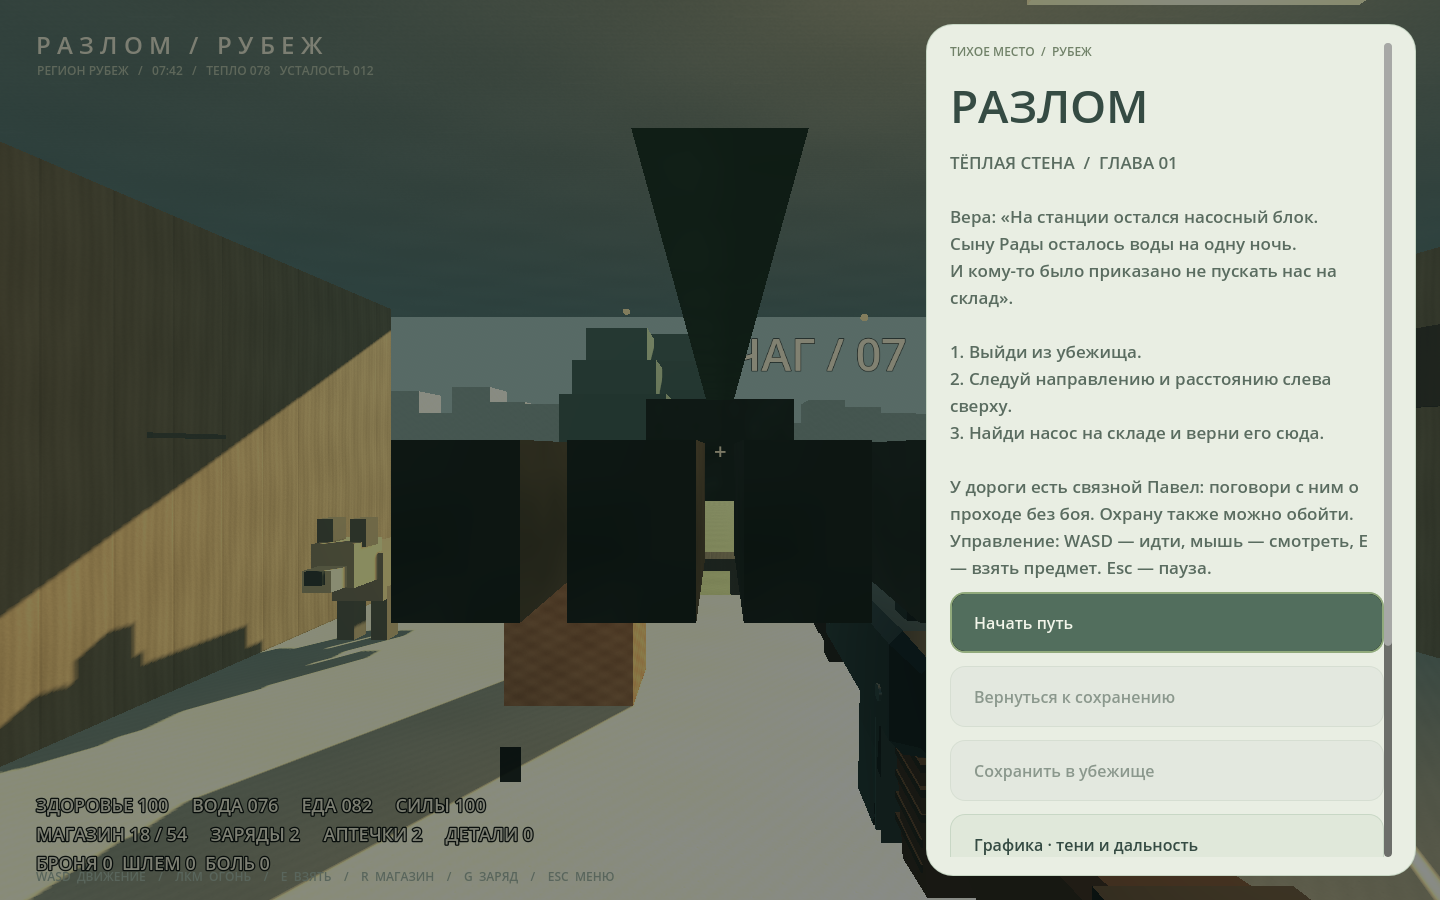 РАЗЛОМ / РУБЕЖ
РЕГИОН РУБЕЖ / 07:42 / ТЕПЛО 078 УСТАЛОСТЬ 012
ЧАГ / 07
ЗДОРОВЬЕ 100 ВОДА 076 ЕДА 082 СИЛЫ 100
МАГАЗИН 18 / 54 ЗАРЯДЫ 2 АПТЕЧКИ 2 ДЕТАЛИ 0
БРОНЯ 0 ШЛЕМ 0 БОЛЬ 0
WASD ДВИЖЕНИЕ / ЛКМ ОГОНЬ / E ВЗЯТЬ / R МАГАЗИН / G ЗАРЯД / ESC МЕНЮ
ТИХОЕ МЕСТО / РУБЕЖ
РАЗЛОМ
ТЁПЛАЯ СТЕНА / ГЛАВА 01
Вера: «На станции остался насосный блок.
Сыну Рады осталось воды на одну ночь.
И кому-то было приказано не пускать нас на
склад».
1. Выйди из убежища.
2. Следуй направлению и расстоянию слева
сверху.
3. Найди насос на складе и верни его сюда.
У дороги есть связной Павел: поговори с ним о
проходе без боя. Охрану также можно обойти.
Управление: WASD — идти, мышь — смотреть, E
— взять предмет. Esc — пауза.
Начать путь
Вернуться к сохранению
Сохранить в убежище
Графика · тени и дальность